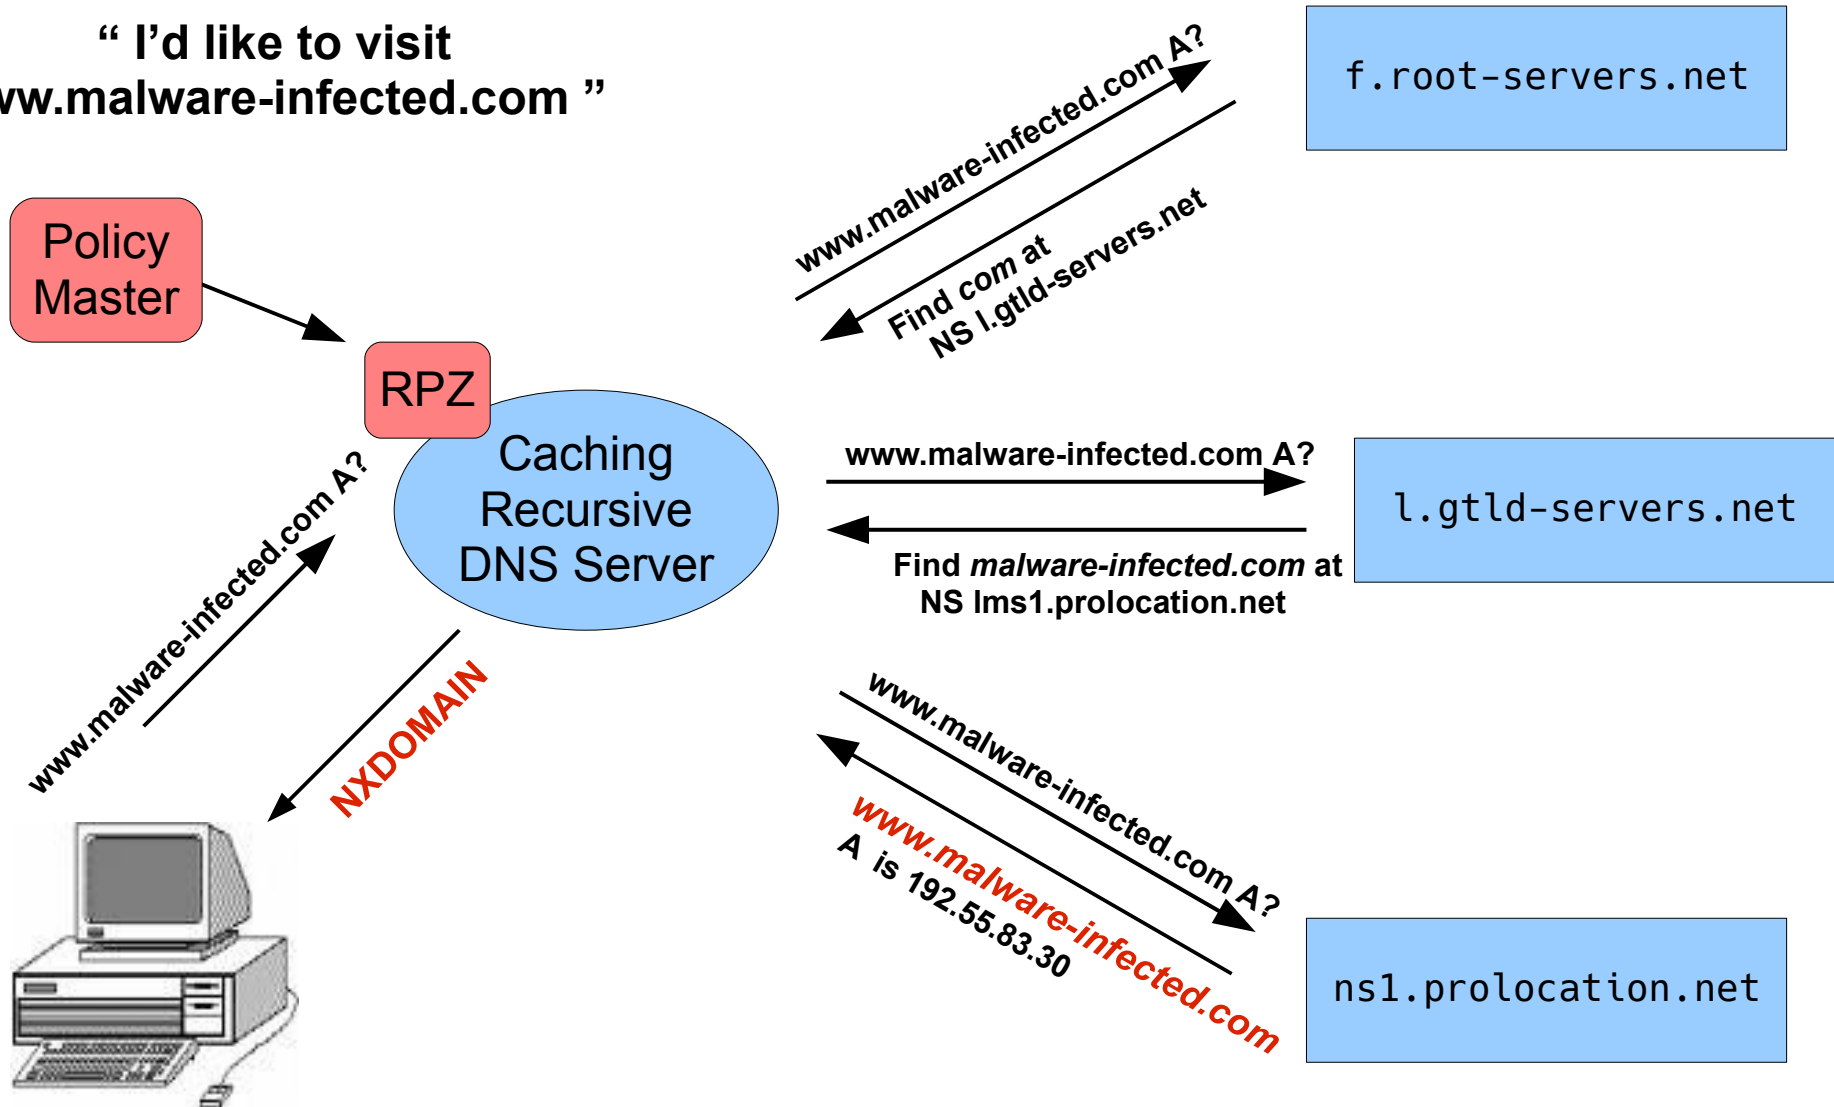 “ I’d like to visit
ww.malware-infected.com ”
Policy
Master
RPZ
Caching
Recursive
DNS Server
www.malware-infected.com A?
NXDOMAIN
www.malware-infected.com A?
Find com at
NS l.gtld-servers.net
f.root-servers.net
www.malware-infected.com A?
Find malware-infected.com at
NS lms1.prolocation.net
l.gtld-servers.net
www.malware-infected.com A?
www.malware-infected.com
A is 192.55.83.30
ns1.prolocation.net